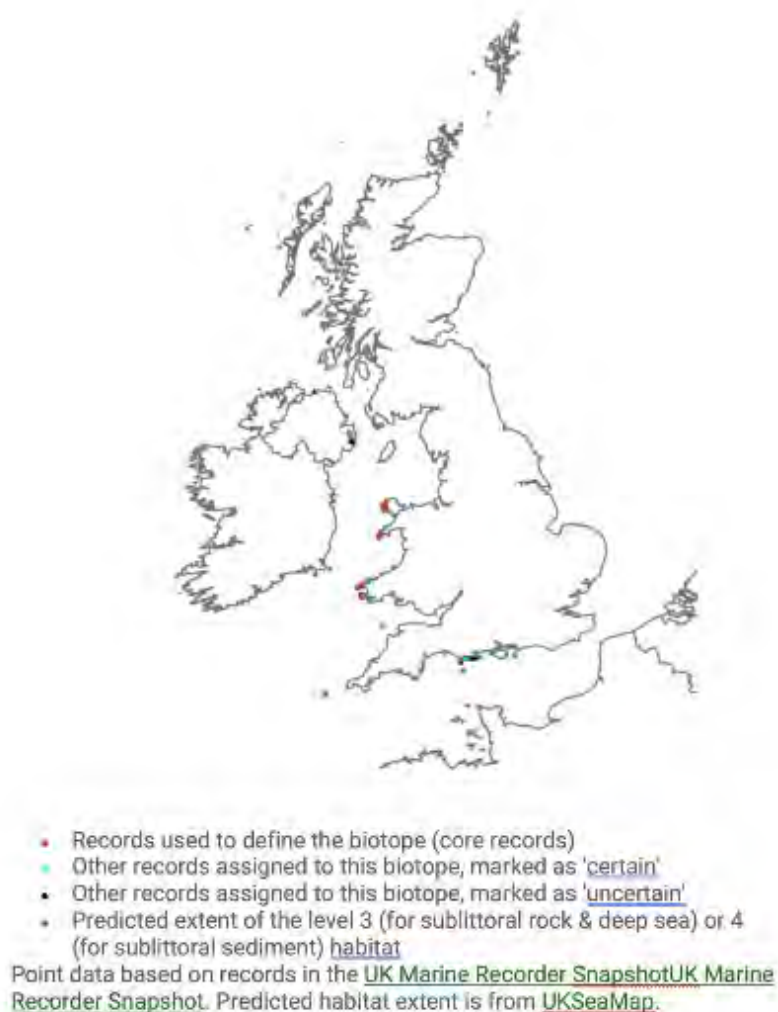 Records used to define the biotope (core records)
Other records assigned to this biotope, marked as 'certain'
Other records assigned to this biotope, marked as 'uncertain'
Predicted extent of the level 3 (for sublittoral rock & deep sea) or 4
(for sublittoral sediment) habitat
Point data based on records in the UK Marine Recorder SnapshotUK Marine
Recorder Snapshot. Predicted habitat extent is from UKSeaMap.